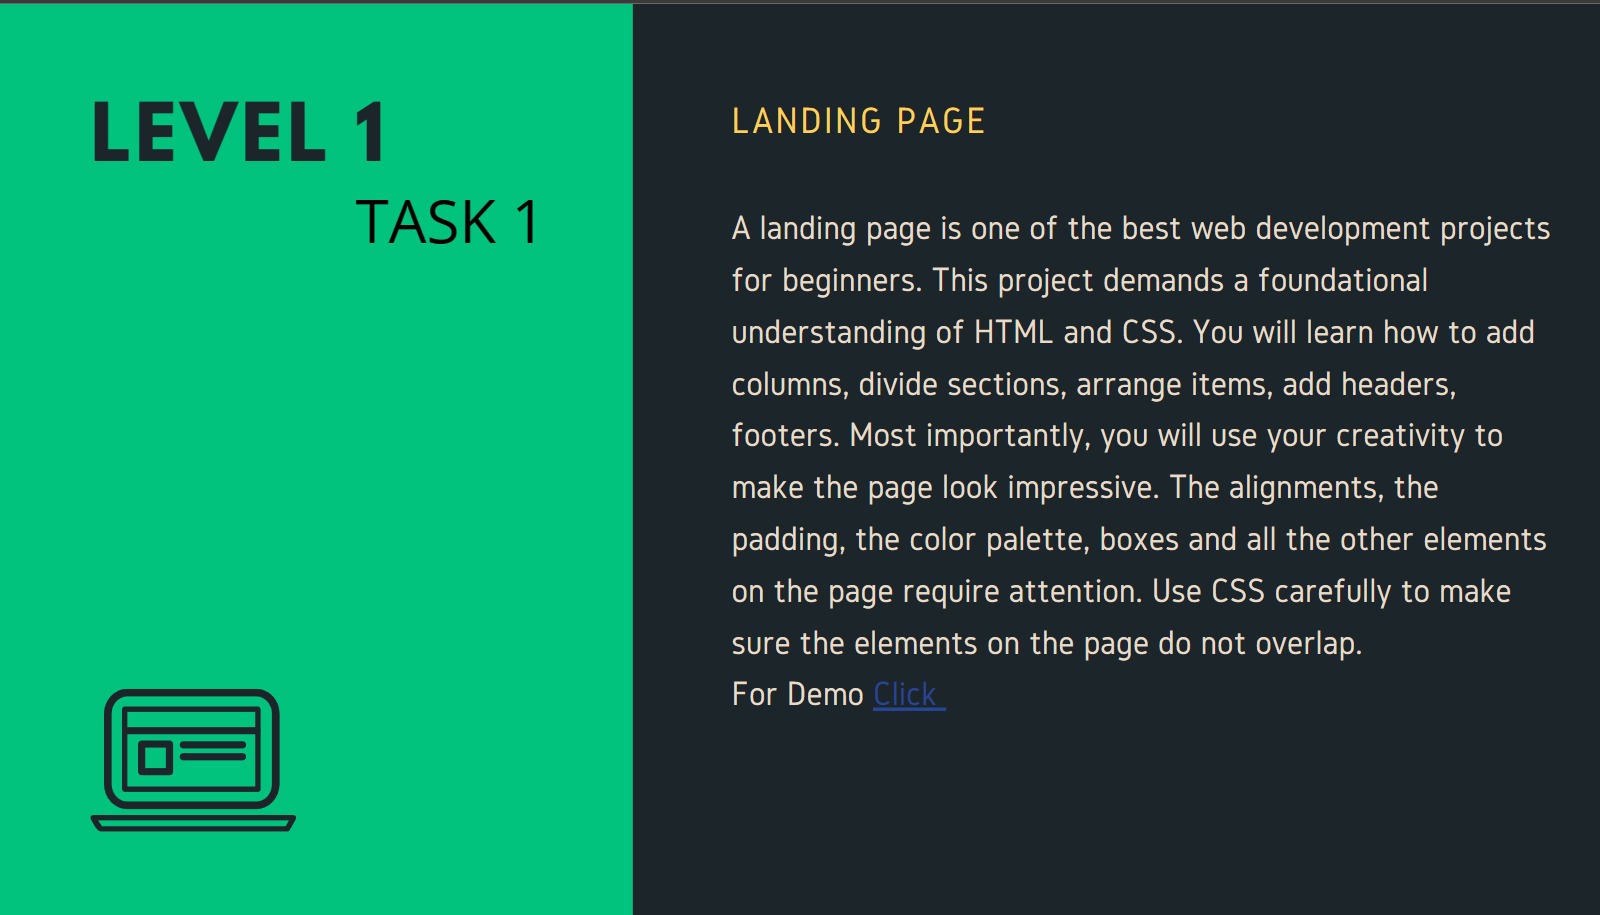 LEVEL 1
TASK 1
LANDING PAGE
A landing page is one of the best web development projects
for beginners. This project demands a foundational
understanding of HTML and CSS. You will learn how to add
columns, divide sections, arrange items, add headers,
footers. Most importantly, you will use your creativity to
make the page look impressive. The alignments, the
padding, the color palette, boxes and all the other elements
on the page require attention. Use CSS carefully to make
sure the elements on the page do not overlap.
For Demo Click